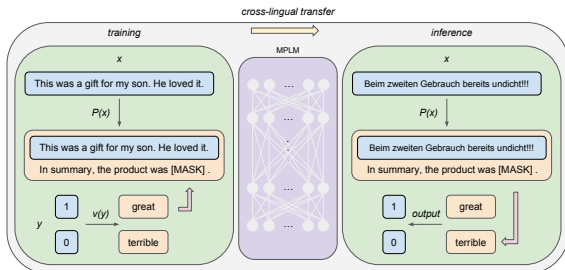 cross-lingual transfer
training
MPLM
inference
x
This was a gift for my son. He loved it.
P(x)
This was a gift for my son. He loved it.
In summary, the product was [MASK] .
y
1
v(y)
great
0
terrible
...
...
...
...
x
Beim zweiten Gebrauch bereits undicht!!!
P(x)
Beim zweiten Gebrauch bereits undicht!!!
In summary, the product was [MASK] .
1
output
great
0
terrible